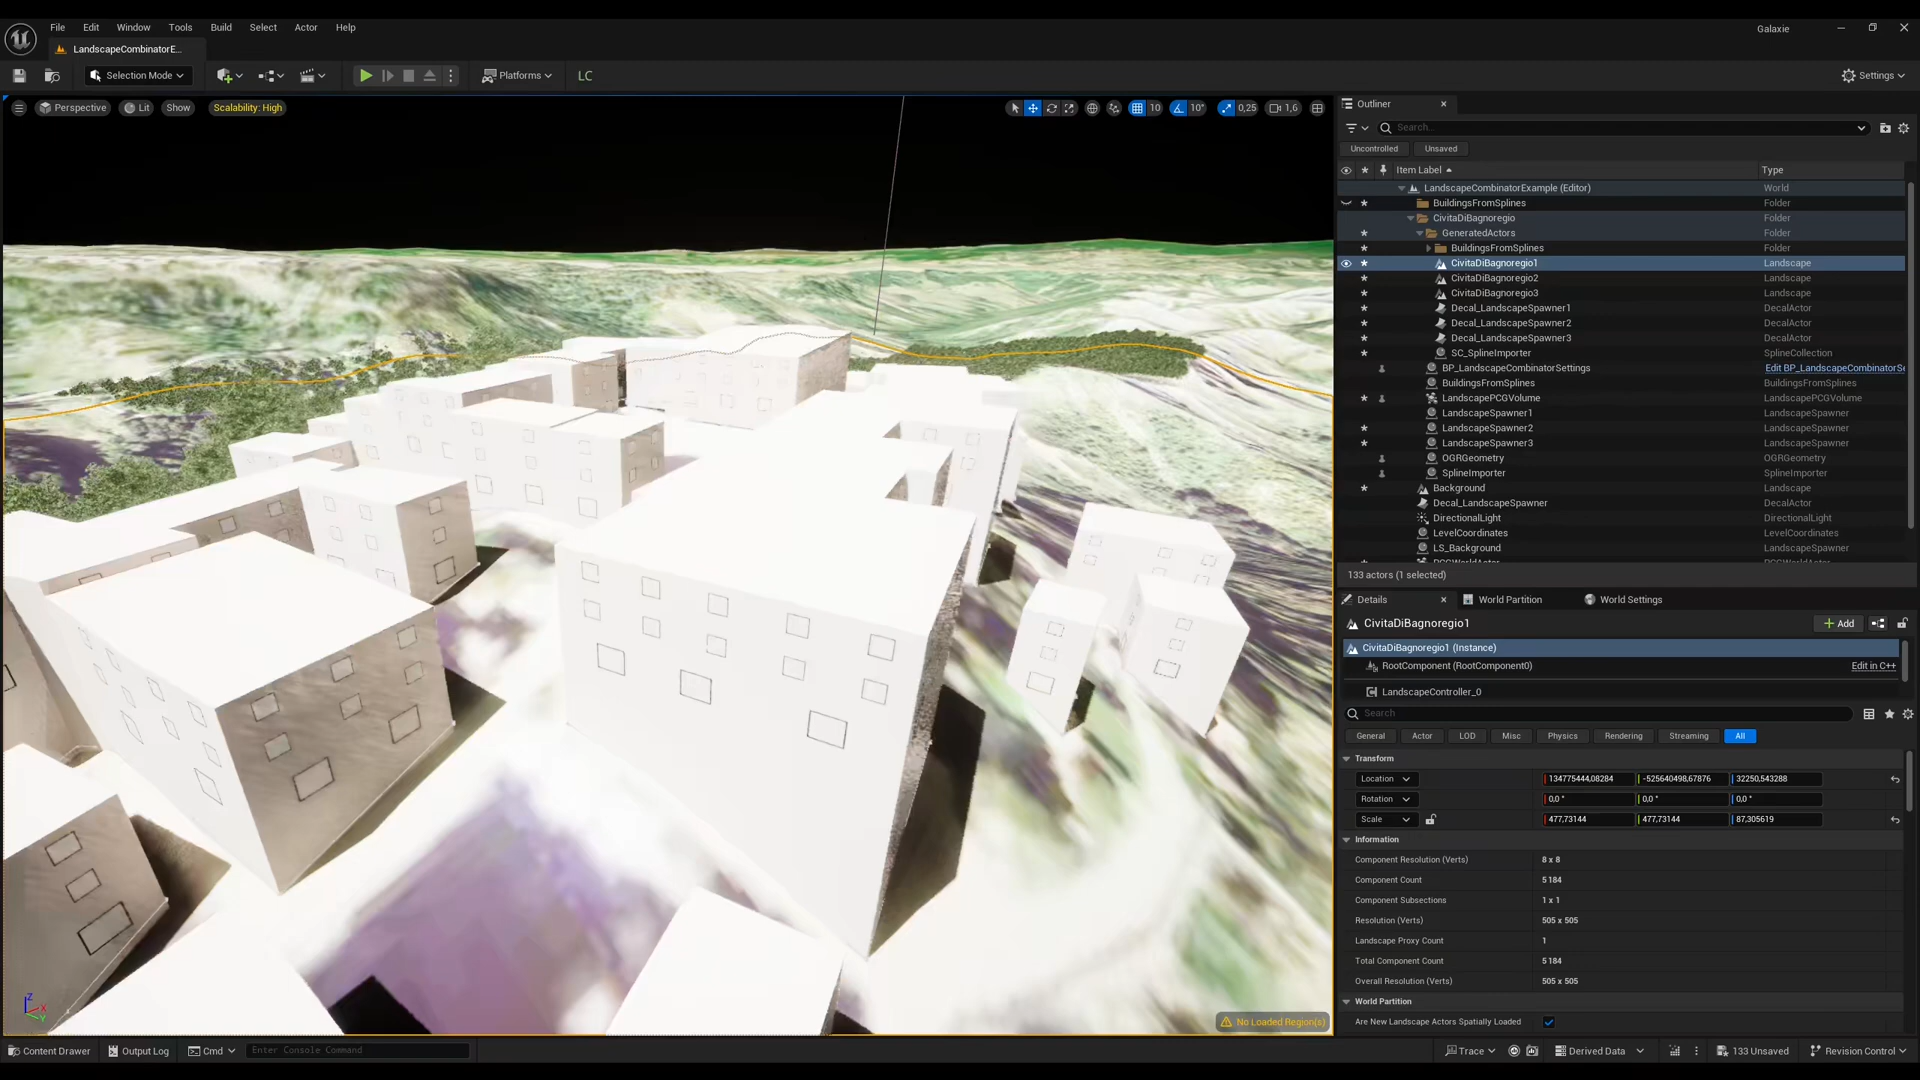 File Edit Window Tools Build Select Actor Help
Galaxie
LandscapeCombinatorE...
Selection Mode
Platforms
LC
Settings
Perspective Lit Show Scalability: High
10 10° 0,25 1,6
Outliner
Search...
Uncontrolled Unsaved
Item Label Type
LandscapeCombinatorExample (Editor) World
BuildingsFromSplines Folder
CivitaDiBagnoregio Folder
GeneratedActors Folder
BuildingsFromSplines Folder
CivitaDiBagnoregio1 Landscape
CivitaDiBagnoregio2 Landscape
CivitaDiBagnoregio3 Landscape
Decal_LandscapeSpawner1 DecalActor
Decal_LandscapeSpawner2 DecalActor
Decal_LandscapeSpawner3 DecalActor
SC_SplineImporter SplineCollection
BP_LandscapeCombinatorSettings Edit BP_LandscapeCombinatorSe
BuildingsFromSplines BuildingsFromSplines
LandscapePCGVolume LandscapePCGVolume
LandscapeSpawner1 LandscapeSpawner
LandscapeSpawner2 LandscapeSpawner
LandscapeSpawner3 LandscapeSpawner
OGRGeometry OGRGeometry
SplineImporter SplineImporter
Background Landscape
Decal_LandscapeSpawner DecalActor
DirectionalLight DirectionalLight
LevelCoordinates LevelCoordinates
LS_Background LandscapeSpawner
PCGWorldActor PCGWorldActor
133 actors (1 selected)
Details World Partition World Settings
CivitaDiBagnoregio1
Add
CivitaDiBagnoregio1 (Instance)
RootComponent (RootComponent0) Edit in C++
LandscapeController_0
Search
General Actor LOD Misc Physics Rendering Streaming All
Transform
Location 134775444,08284 -525640498,67876 32250,543288
Rotation 0,0 ° 0,0 ° 0,0 °
Scale 477,73144 477,73144 87,305619
Information
Component Resolution (Verts) 8 x 8
Component Count 5 184
Component Subsections 1 x 1
Resolution (Verts) 505 x 505
Landscape Proxy Count 1
Total Component Count 5 184
Overall Resolution (Verts) 505 x 505
World Partition
Are New Landscape Actors Spatially Loaded
No Loaded Region(s)
Z
X
Y
Content Drawer Output Log Cmd Enter Console Command
Trace Derived Data 133 Unsaved Revision Control